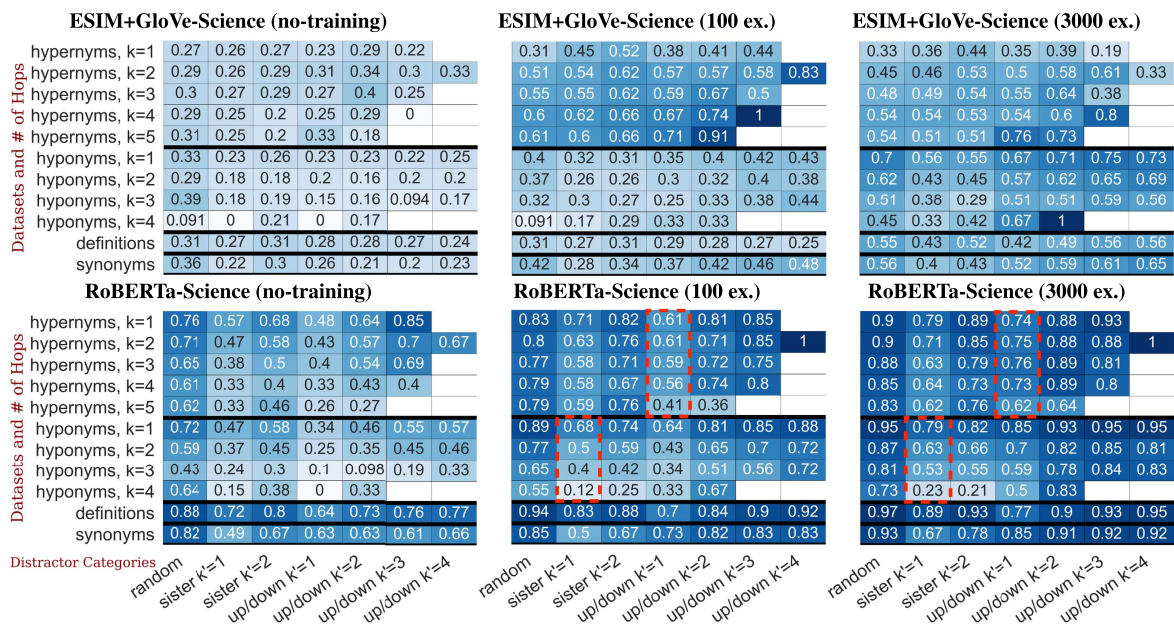 ESIM+GloVe-Science (no-training) ESIM+GloVe-Science (100 ex.) ESIM+GloVe-Science (3000 ex.)
Datasets and # of Hops
hypernyms, k=1 0.27 0.26 0.27 0.23 0.29 0.22 0.31 0.45 0.52 0.38 0.41 0.44 0.33 0.36 0.44 0.35 0.39 0.19
hypernyms, k=2 0.29 0.26 0.29 0.31 0.34 0.3 0.33 0.51 0.54 0.62 0.57 0.57 0.58 0.83 0.45 0.46 0.53 0.5 0.58 0.61 0.33
hypernyms, k=3 0.3 0.27 0.29 0.27 0.4 0.25 0.55 0.55 0.62 0.59 0.67 0.5 0.48 0.49 0.54 0.55 0.64 0.38
hypernyms, k=4 0.29 0.25 0.2 0.25 0.29 0 0.6 0.62 0.66 0.67 0.74 1 0.54 0.54 0.53 0.54 0.6 0.8
hypernyms, k=5 0.31 0.25 0.2 0.33 0.18 0.61 0.6 0.66 0.71 0.91 0.54 0.51 0.51 0.76 0.73
hyponyms, k=1 0.33 0.23 0.26 0.23 0.23 0.22 0.25 0.4 0.32 0.31 0.35 0.4 0.42 0.43 0.7 0.56 0.55 0.67 0.71 0.75 0.73
hyponyms, k=2 0.29 0.18 0.18 0.2 0.16 0.2 0.2 0.37 0.26 0.26 0.3 0.32 0.4 0.38 0.62 0.43 0.45 0.57 0.62 0.65 0.69
hyponyms, k=3 0.39 0.18 0.19 0.15 0.16 0.094 0.17 0.32 0.3 0.27 0.25 0.33 0.38 0.44 0.51 0.38 0.29 0.51 0.51 0.59 0.56
hyponyms, k=4 0.091 0 0.21 0 0.17 0.091 0.17 0.29 0.33 0.33 0.45 0.33 0.42 0.67 1
definitions 0.31 0.27 0.31 0.28 0.28 0.27 0.24 0.31 0.27 0.31 0.29 0.28 0.27 0.25 0.55 0.43 0.52 0.42 0.49 0.56 0.56
synonyms 0.36 0.22 0.3 0.26 0.21 0.2 0.23 0.42 0.28 0.34 0.37 0.42 0.46 0.48 0.56 0.4 0.43 0.52 0.59 0.61 0.65
RoBERTa-Science (no-training) RoBERTa-Science (100 ex.) RoBERTa-Science (3000 ex.)
Datasets and # of Hops
hypernyms, k=1 0.76 0.57 0.68 0.48 0.64 0.85 0.83 0.71 0.82 0.61 0.81 0.85 0.9 0.79 0.89 0.74 0.88 0.93
hypernyms, k=2 0.71 0.47 0.58 0.43 0.57 0.7 0.67 0.8 0.63 0.76 0.61 0.71 0.85 1 0.9 0.71 0.85 0.75 0.88 0.88 1
hypernyms, k=3 0.65 0.38 0.5 0.4 0.54 0.69 0.77 0.58 0.71 0.59 0.72 0.75 0.88 0.63 0.79 0.76 0.89 0.81
hypernyms, k=4 0.61 0.33 0.4 0.33 0.43 0.4 0.79 0.58 0.67 0.56 0.74 0.8 0.85 0.64 0.73 0.73 0.89 0.8
hypernyms, k=5 0.62 0.33 0.46 0.26 0.27 0.79 0.59 0.76 0.41 0.36 0.83 0.62 0.76 0.62 0.64
hyponyms, k=1 0.72 0.47 0.58 0.34 0.46 0.55 0.57 0.89 0.68 0.74 0.64 0.81 0.85 0.88 0.95 0.79 0.82 0.85 0.93 0.95 0.95
hyponyms, k=2 0.59 0.37 0.45 0.25 0.35 0.45 0.46 0.77 0.5 0.59 0.43 0.65 0.7 0.72 0.87 0.63 0.66 0.7 0.82 0.85 0.81
hyponyms, k=3 0.43 0.24 0.3 0.1 0.098 0.19 0.33 0.65 0.4 0.42 0.34 0.51 0.56 0.72 0.81 0.53 0.55 0.59 0.78 0.84 0.83
hyponyms, k=4 0.64 0.15 0.38 0 0.33 0.55 0.12 0.25 0.33 0.67 0.73 0.23 0.21 0.5 0.83
definitions 0.88 0.72 0.8 0.64 0.73 0.76 0.77 0.94 0.83 0.88 0.7 0.84 0.9 0.92 0.97 0.89 0.93 0.77 0.9 0.93 0.95
synonyms 0.82 0.49 0.67 0.63 0.63 0.61 0.66 0.85 0.5 0.67 0.73 0.82 0.83 0.83 0.93 0.67 0.78 0.85 0.91 0.92 0.92
Distractor Categories
random sister k'=1 sister k'=2 up/down k'=1 up/down k'=2 up/down k'=3 up/down k'=4 random sister k'=1 sister k'=2 up/down k'=1 up/down k'=2 up/down k'=3 up/down k'=4 random sister k'=1 sister k'=2 up/down k'=1 up/down k'=2 up/down k'=3 up/down k'=4